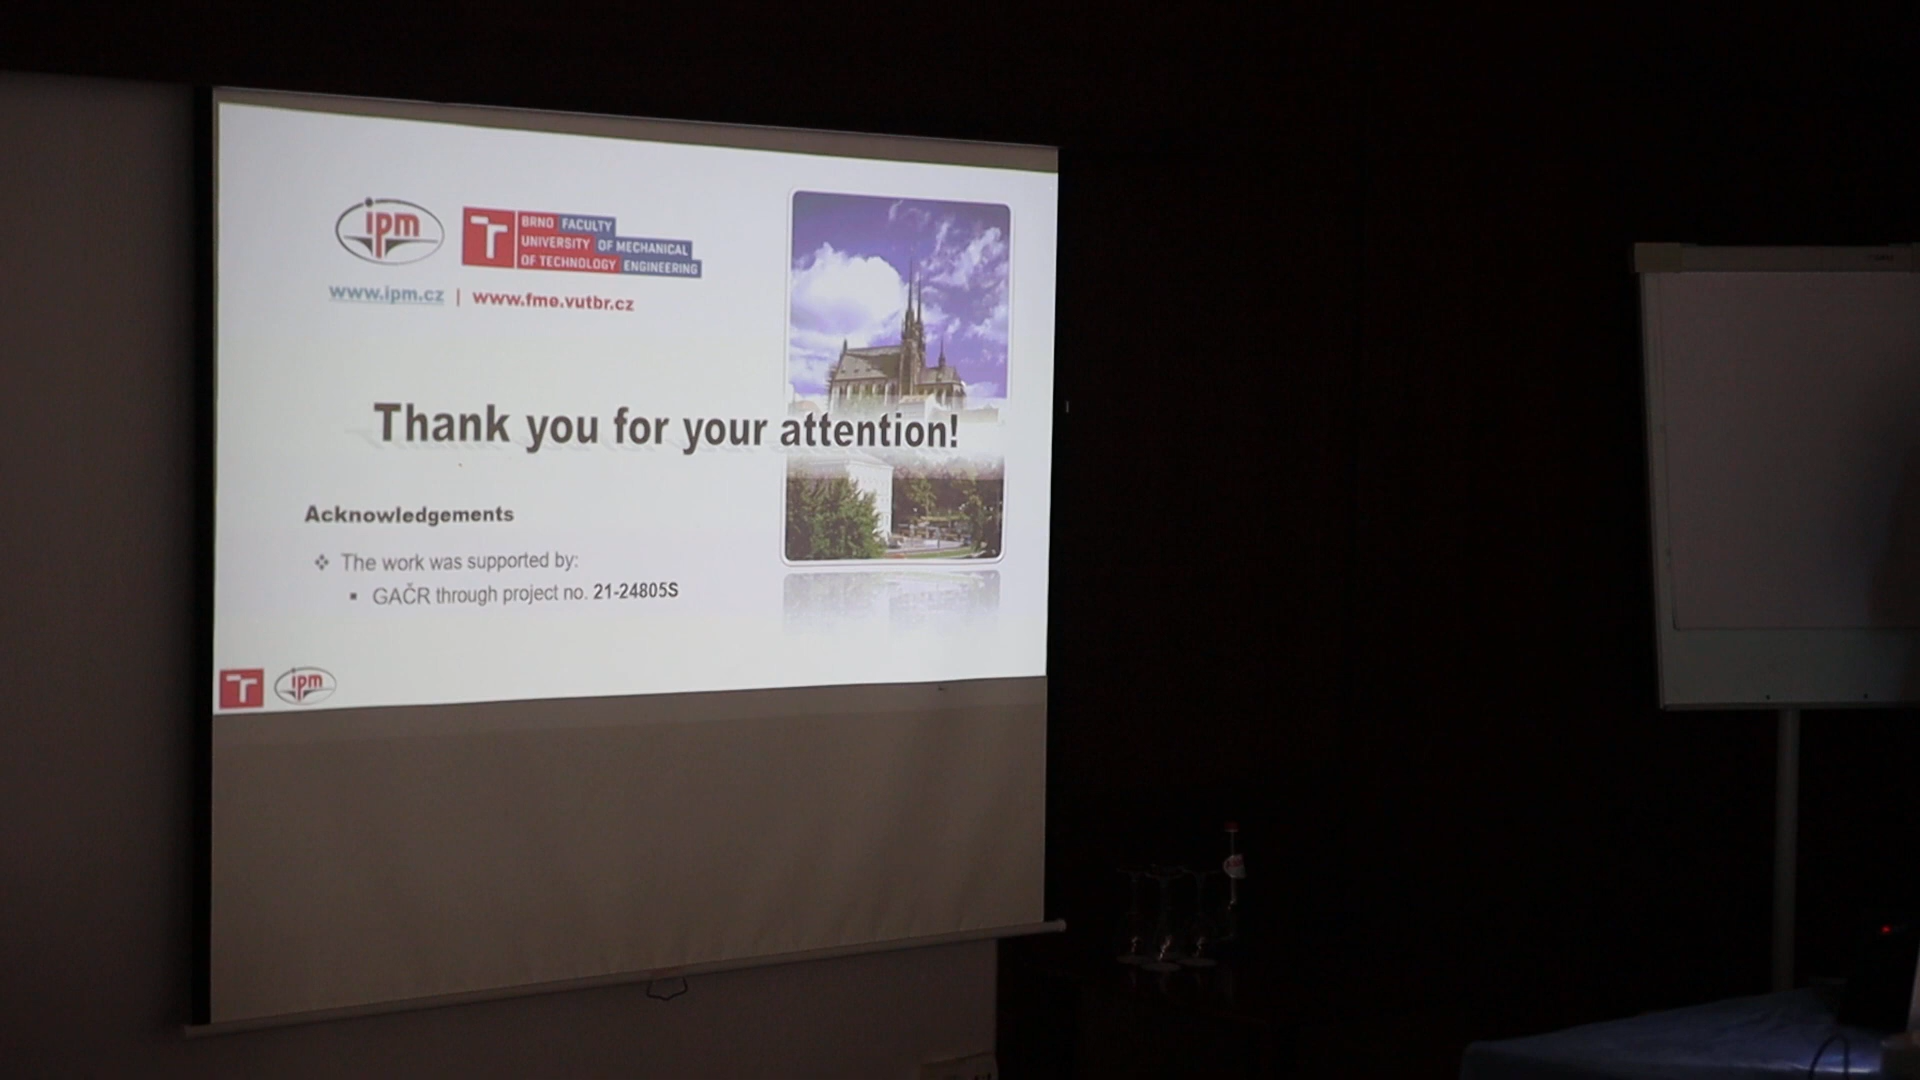 ipm
BRNO FACULTY
UNIVERSITY OF MECHANICAL
OF TECHNOLOGY ENGINEERING
www.ipm.cz | www.fme.vutbr.cz
Thank you for your attention!
Acknowledgements
❖ The work was supported by:
▪ GAČR through project no. 21-24805S
ipm